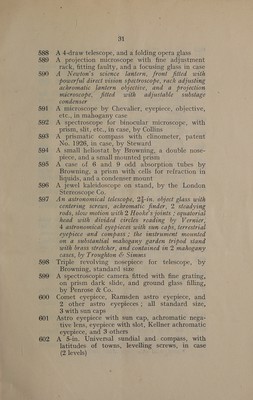 31
588 A 4-draw telescope, and a folding opera glass
589 A projection microscope with fine adjustment
rack, fitting faulty, and a focusing glass in case
590 A Newton's science lantern, front fitted with
powerful direct vision spectroscope, rack adjusting
achromatic lantern objective, and a projection
microscope, fitted with adjustable substage
condenser
591 A microscope by Chevalier, eyepiece, objective,
etc., in mahogany case
592 A spectroscope for binocular microscope, with
prism, slit, etc., in case, by Collins
593 A prismatic compass with clinometer, patent
No. 1920, in case, by Steward
594 A small heliostat by Browning, a double nose-
piece, and a small mounted prism
595 A case of 6 and 8 odd absorption tubes by
Browning, a prism with cells for refraction in
liquids, and a condenser mount
596 A jewel kaleidoscope on stand, by the London
Stereoscope Co.
597 An astronomical telescope, 2¾-in. object glass with
centering screws, achromatic finder, 2 steadying
rods, slow motion with 2 Hooke's joints ; equatorial
head with divided circles reading by Vernier,
4 astronomical eyepieces with sun caps, terrestrial
eyepiece and compass ; the instrument mounted
on a substantial mahogany garden tripod stand
with brass stretcher, and contained in 2 mahogany
cases, by Troughton & Simms
598 Triple revolving nosepiece for telescope, by
Browning, standard size
599 A spectroscopic camera fitted with fine grating,
on prism dark slide, and ground glass filling,
by Penrose & Co.
600 Comet eyepiece, Ramsden astro eyepiece, and
2 other astro eyepieces ; all standard size,
3 with sun caps
601 Astro eyepiece with sun cap, achromatic nega-
tive lens, eyepiece with slot, Kellner achromatic
eyepiece, and 3 others
602 A 5-in. Universal sundial and compass, with
latitudes of towns, levelling screws, in case
(2 levels)